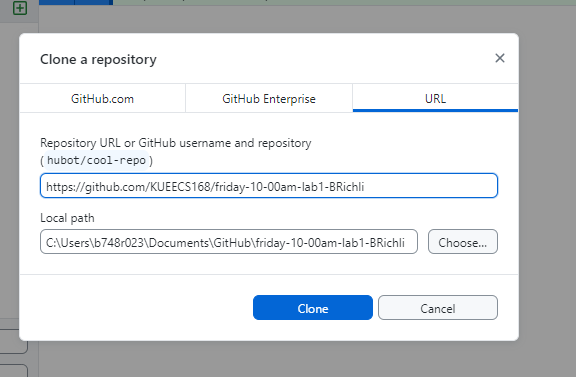 Clone a repository
GitHub.com
GitHub Enterprise
URL
Repository URL or GitHub username and repository
(hubot/cool-repo)
https://github.com/KUEECS168/friday-10-00am-lab1-BRichli
Local path
C:\Users\b748r023\Documents\GitHub\friday-10-00am-lab1-BRichli
Choose...
Clone
Cancel